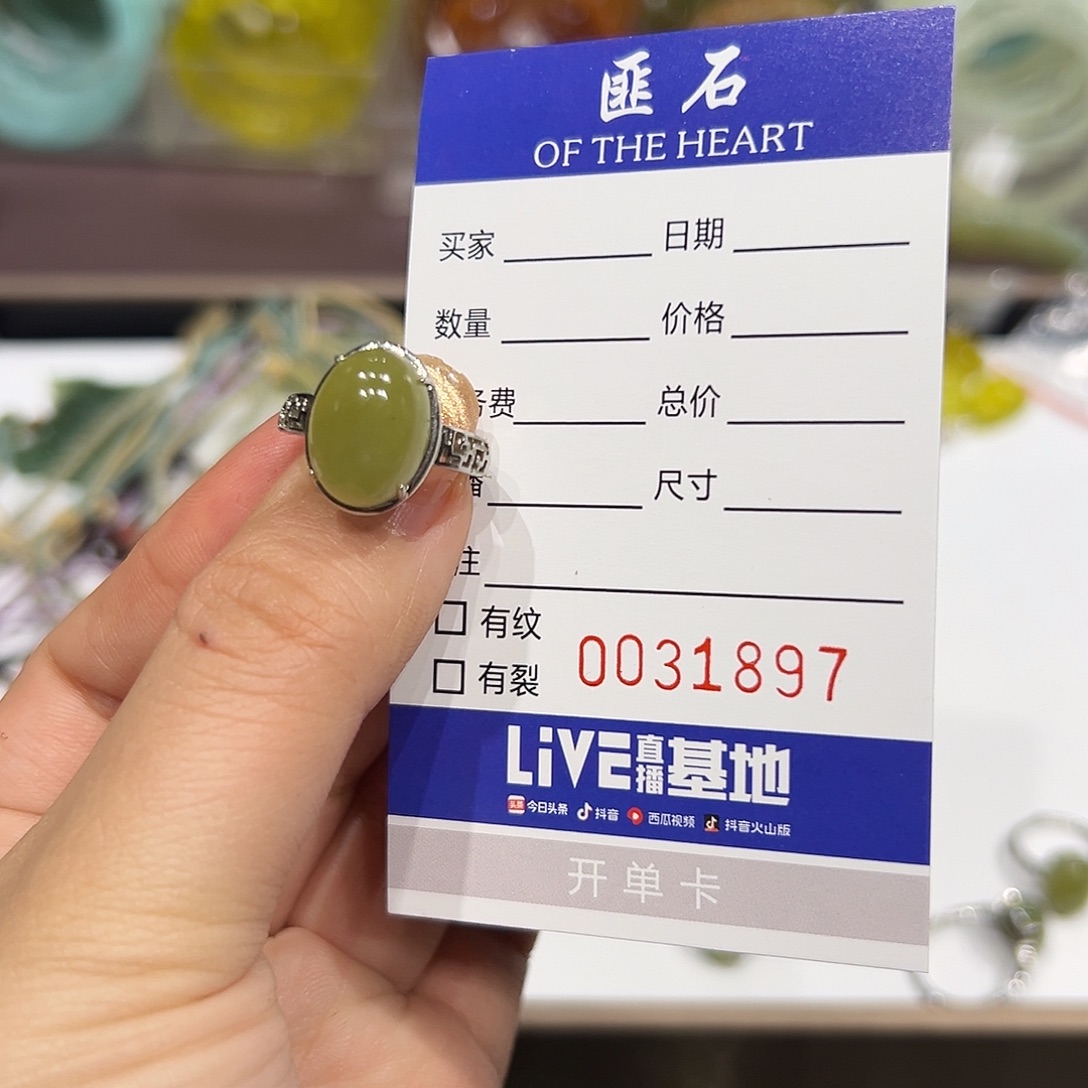 匪石
OF THE HEART
买家 日期
数量 价格
费 总价
尺寸
注
□ 有纹
□ 有裂
0031897
LiVE直播基地
今日头条 抖音 西瓜视频 抖音火山版
开单卡